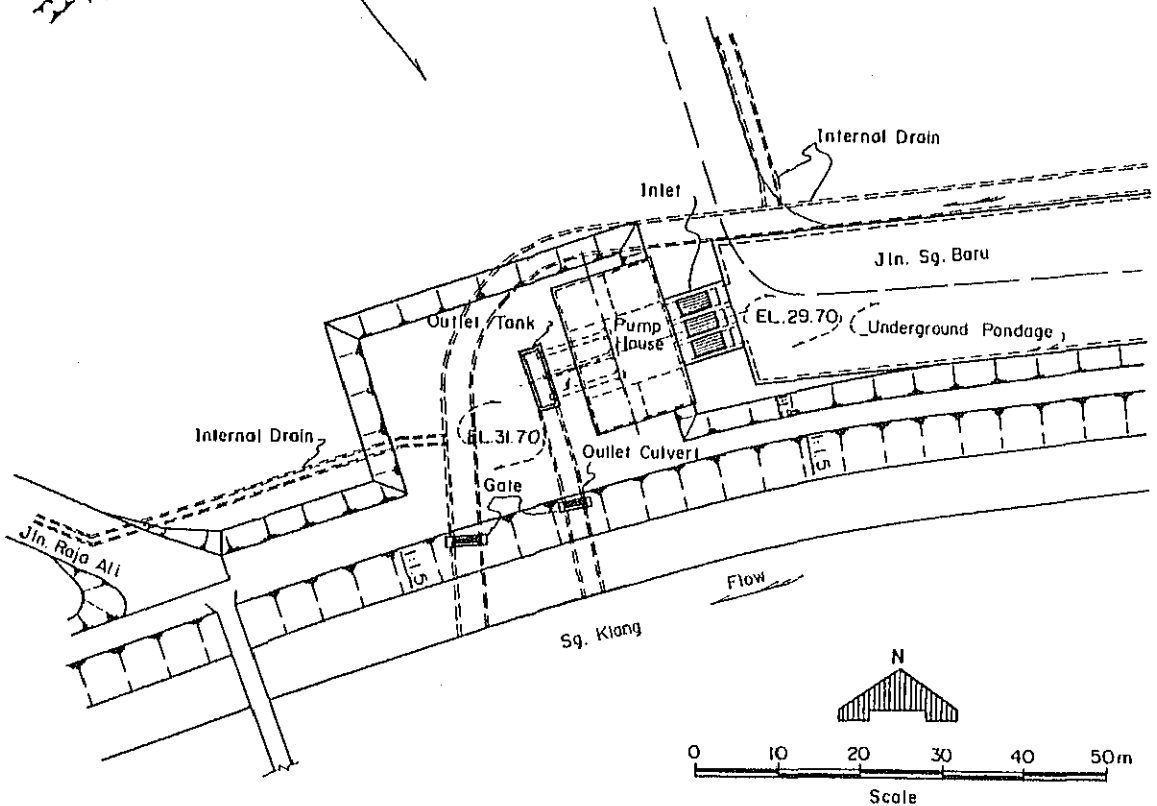 Internal Drain
Inlet
Jln. Sg. Baru
Outlet Tank
Pump
House
EL.29.70
Underground Pondage
EL.31.70
Internal Drain
Outlet Culvert
Gate
Jln. Raja Ali
1:1.5
1:1.5
Flow
Sg. Klang
N
0 10 20 30 40 50m
Scale